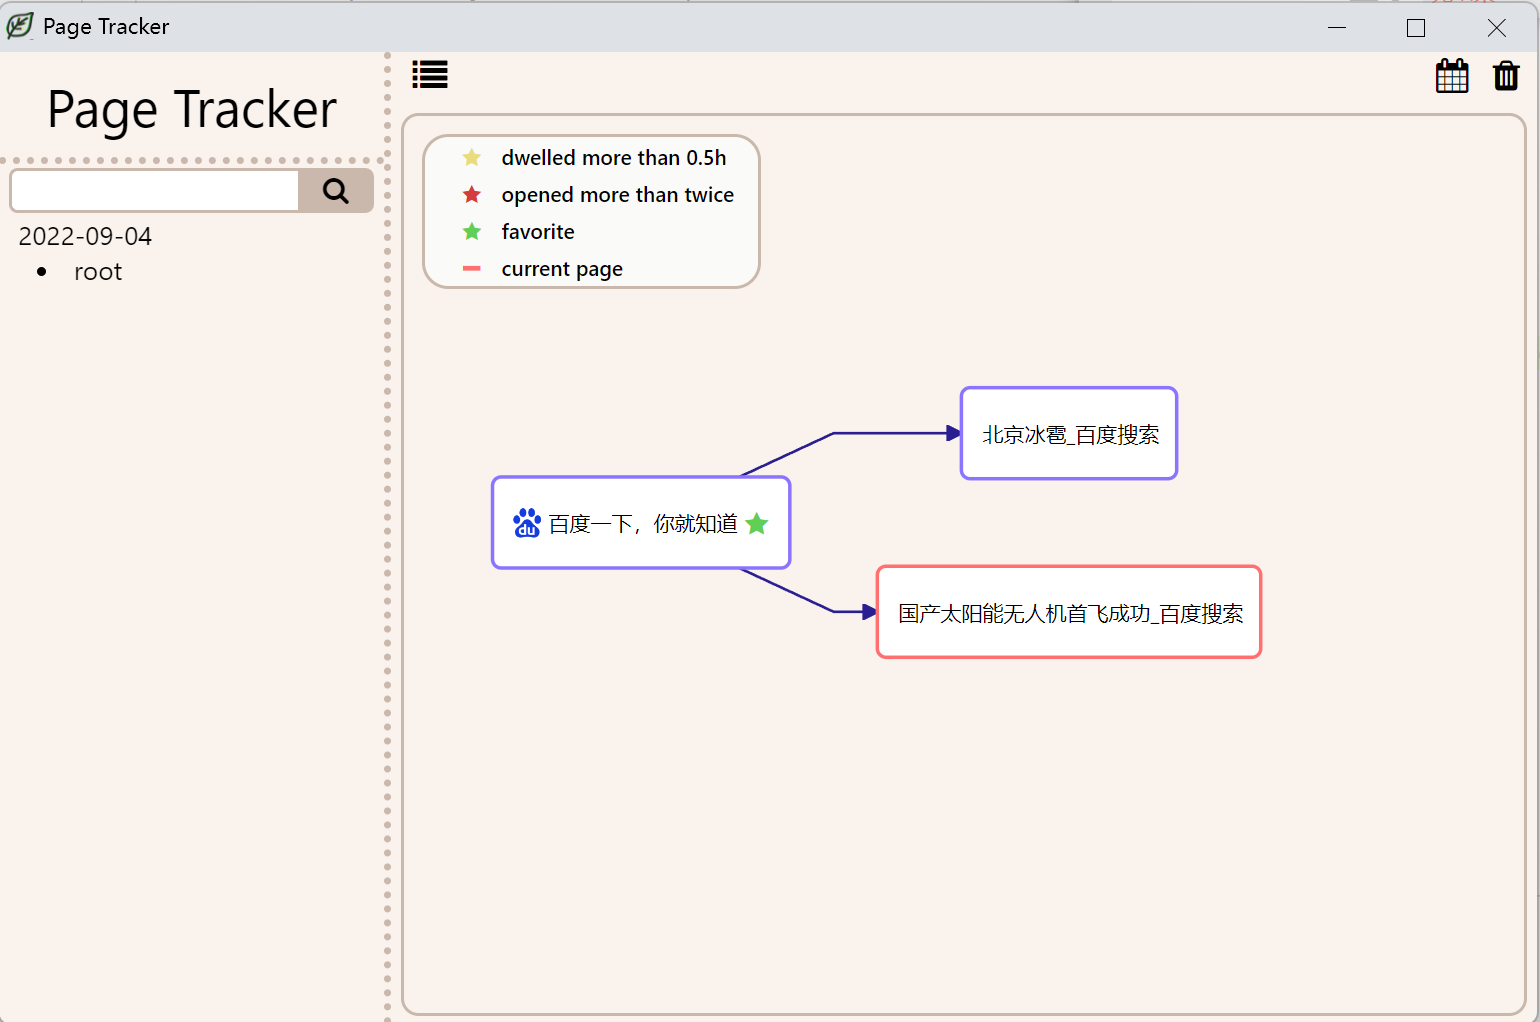 Page Tracker
Page Tracker
2022-09-04
root
dwelled more than 0.5h
opened more than twice
favorite
current page
北京冰雹_百度搜索
du 百度一下，你就知道
国产太阳能无人机首飞成功_百度搜索